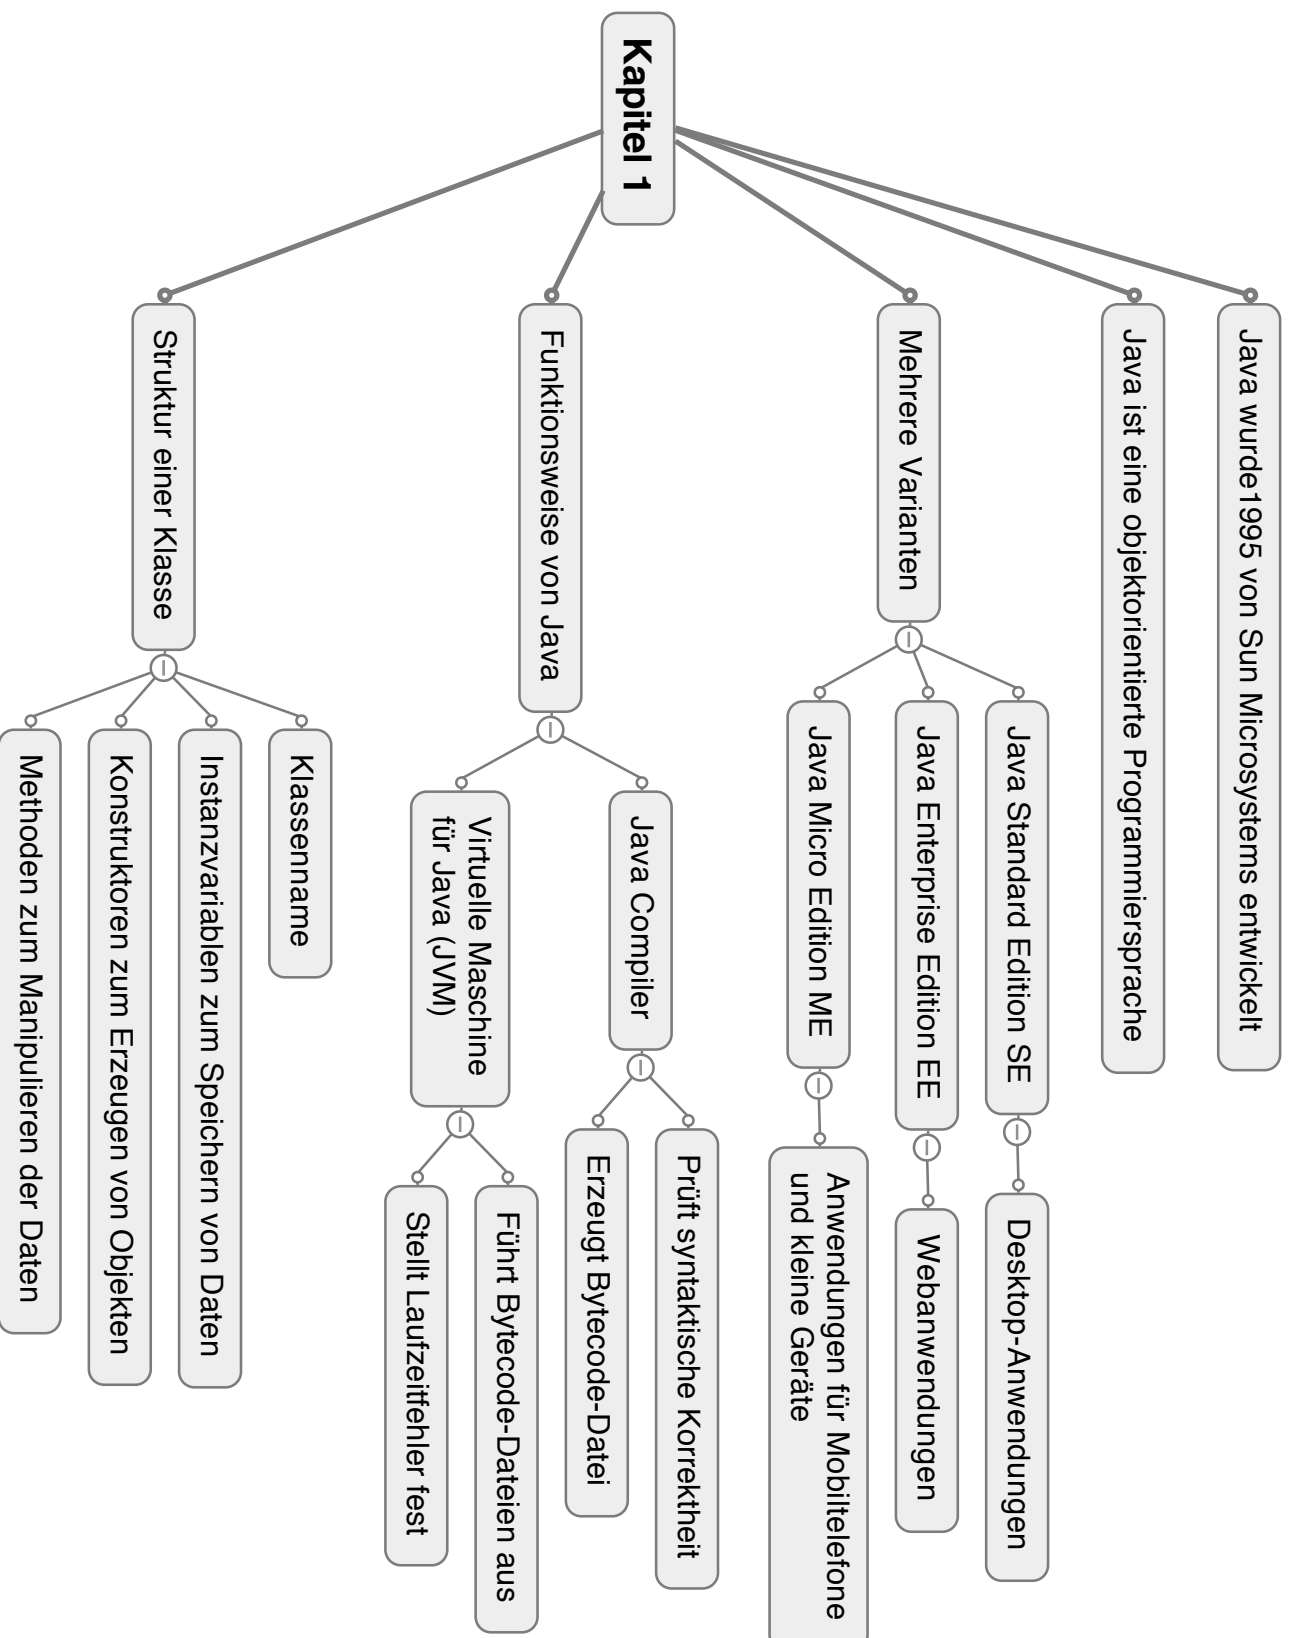 Kapitel 1
Java wurde1995 von Sun Microsystems entwickelt
Java ist eine objektorientierte Programmiersprache
Mehrere Varianten
Java Standard Edition SE
Desktop-Anwendungen
Java Enterprise Edition EE
Webanwendungen
Java Micro Edition ME
Anwendungen für Mobiltelefone
und kleine Geräte
Funktionsweise von Java
Java Compiler
Prüft syntaktische Korrektheit
Erzeugt Bytecode-Datei
Virtuelle Maschine
für Java (JVM)
Führt Bytecode-Dateien aus
Stellt Laufzeitfehler fest
Struktur einer Klasse
Klassenname
Instanzvariablen zum Speichern von Daten
Konstruktoren zum Erzeugen von Objekten
Methoden zum Manipulieren der Daten